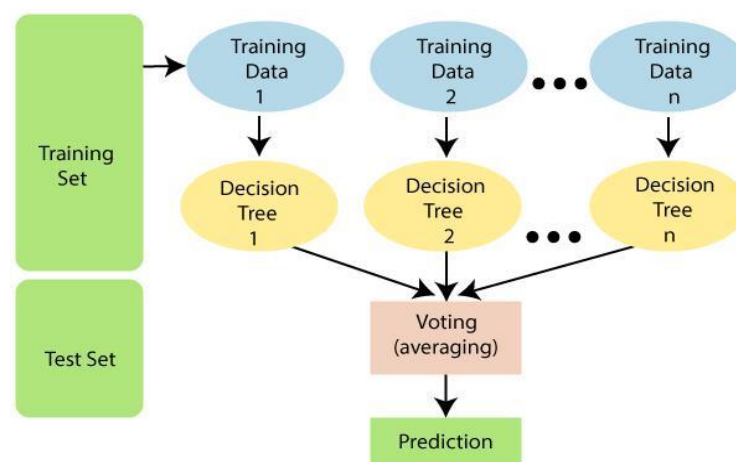 Training
Set
Test Set
Training
Data
1
Training
Data
2
Training
Data
n
Decision
Tree
1
Decision
Tree
2
Decision
Tree
n
Voting
(averaging)
Prediction